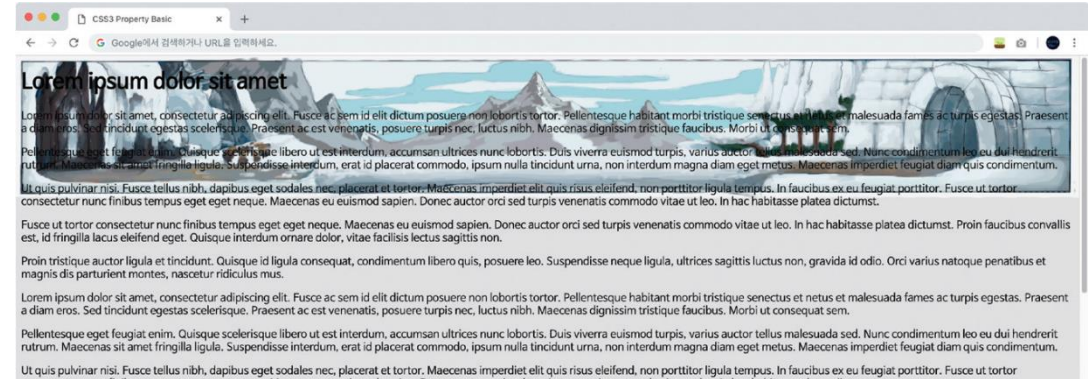 CSS3 Property Basic
Google에서 검색하거나 URL을 입력하세요.
Lorem ipsum dolor sit amet
Lorem ipsum dolor sit amet, consectetur adipiscing elit. Fusce ac sem id elit dictum posuere non lobortis tortor. Pellentesque habitant morbi tristique senectus et netus et malesuada fames ac turpis egestas. Praesent
a diam eros. Sed tincidunt egestas scelerisque. Praesent ac est venenatis, posuere turpis nec, luctus nibh. Maecenas dignissim tristique faucibus. Morbi ut consequat sem.
Pellentesque eget feugiat enim. Quisque scelerisque libero ut est interdum, accumsan ultrices nunc lobortis. Duis viverra euismod turpis, varius auctor tellus malesuada sed. Nunc condimentum leo eu dui hendrerit
rutrum. Maecenas sit amet fringilla ligula. Suspendisse interdum, erat id placerat commodo, ipsum nulla tincidunt urna, non interdum magna diam eget metus. Maecenas imperdiet feugiat diam quis condimentum.
Ut quis pulvinar nisi. Fusce tellus nibh, dapibus eget sodales nec, placerat et tortor. Maecenas imperdiet elit quis risus eleifend, non porttitor ligula tempus. In faucibus ex eu feugiat porttitor. Fusce ut tortor
consectetur nunc finibus tempus eget eget neque. Maecenas eu euismod sapien. Donec auctor orci sed turpis venenatis commodo vitae ut leo. In hac habitasse platea dictumst.
Fusce ut tortor consectetur nunc finibus tempus eget eget neque. Maecenas eu euismod sapien. Donec auctor orci sed turpis venenatis commodo vitae ut leo. In hac habitasse platea dictumst. Proin faucibus convallis
est, id fringilla lacus eleifend eget. Quisque interdum ornare dolor, vitae facilisis lectus sagittis non.
Proin tristique auctor ligula et tincidunt. Quisque id ligula consequat, condimentum libero quis, posuere leo. Suspendisse neque ligula, ultrices sagittis luctus non, gravida id odio. Orci varius natoque penatibus et
magnis dis parturient montes, nascetur ridiculus mus.
Lorem ipsum dolor sit amet, consectetur adipiscing elit. Fusce ac sem id elit dictum posuere non lobortis tortor. Pellentesque habitant morbi tristique senectus et netus et malesuada fames ac turpis egestas. Praesent
a diam eros. Sed tincidunt egestas scelerisque. Praesent ac est venenatis, posuere turpis nec, luctus nibh. Maecenas dignissim tristique faucibus. Morbi ut consequat sem.
Pellentesque eget feugiat enim. Quisque scelerisque libero ut est interdum, accumsan ultrices nunc lobortis. Duis viverra euismod turpis, varius auctor tellus malesuada sed. Nunc condimentum leo eu dui hendrerit
rutrum. Maecenas sit amet fringilla ligula. Suspendisse interdum, erat id placerat commodo, ipsum nulla tincidunt urna, non interdum magna diam eget metus. Maecenas imperdiet feugiat diam quis condimentum.
Ut quis pulvinar nisi. Fusce tellus nibh, dapibus eget sodales nec, placerat et tortor. Maecenas imperdiet elit quis risus eleifend, non porttitor ligula tempus. In faucibus ex eu feugiat porttitor. Fusce ut tortor